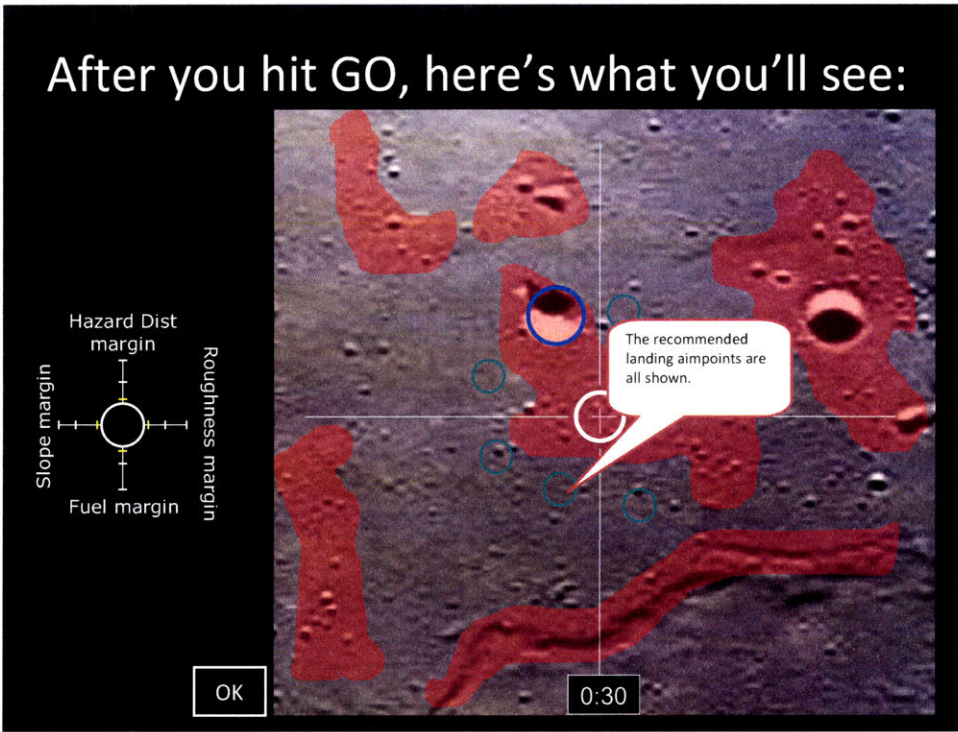 After you hit GO, here's what you'll see:
Hazard Dist
margin
Slope margin
Roughness margin
Fuel margin
The recommended
landing aimpoints are
all shown.
OK
0:30